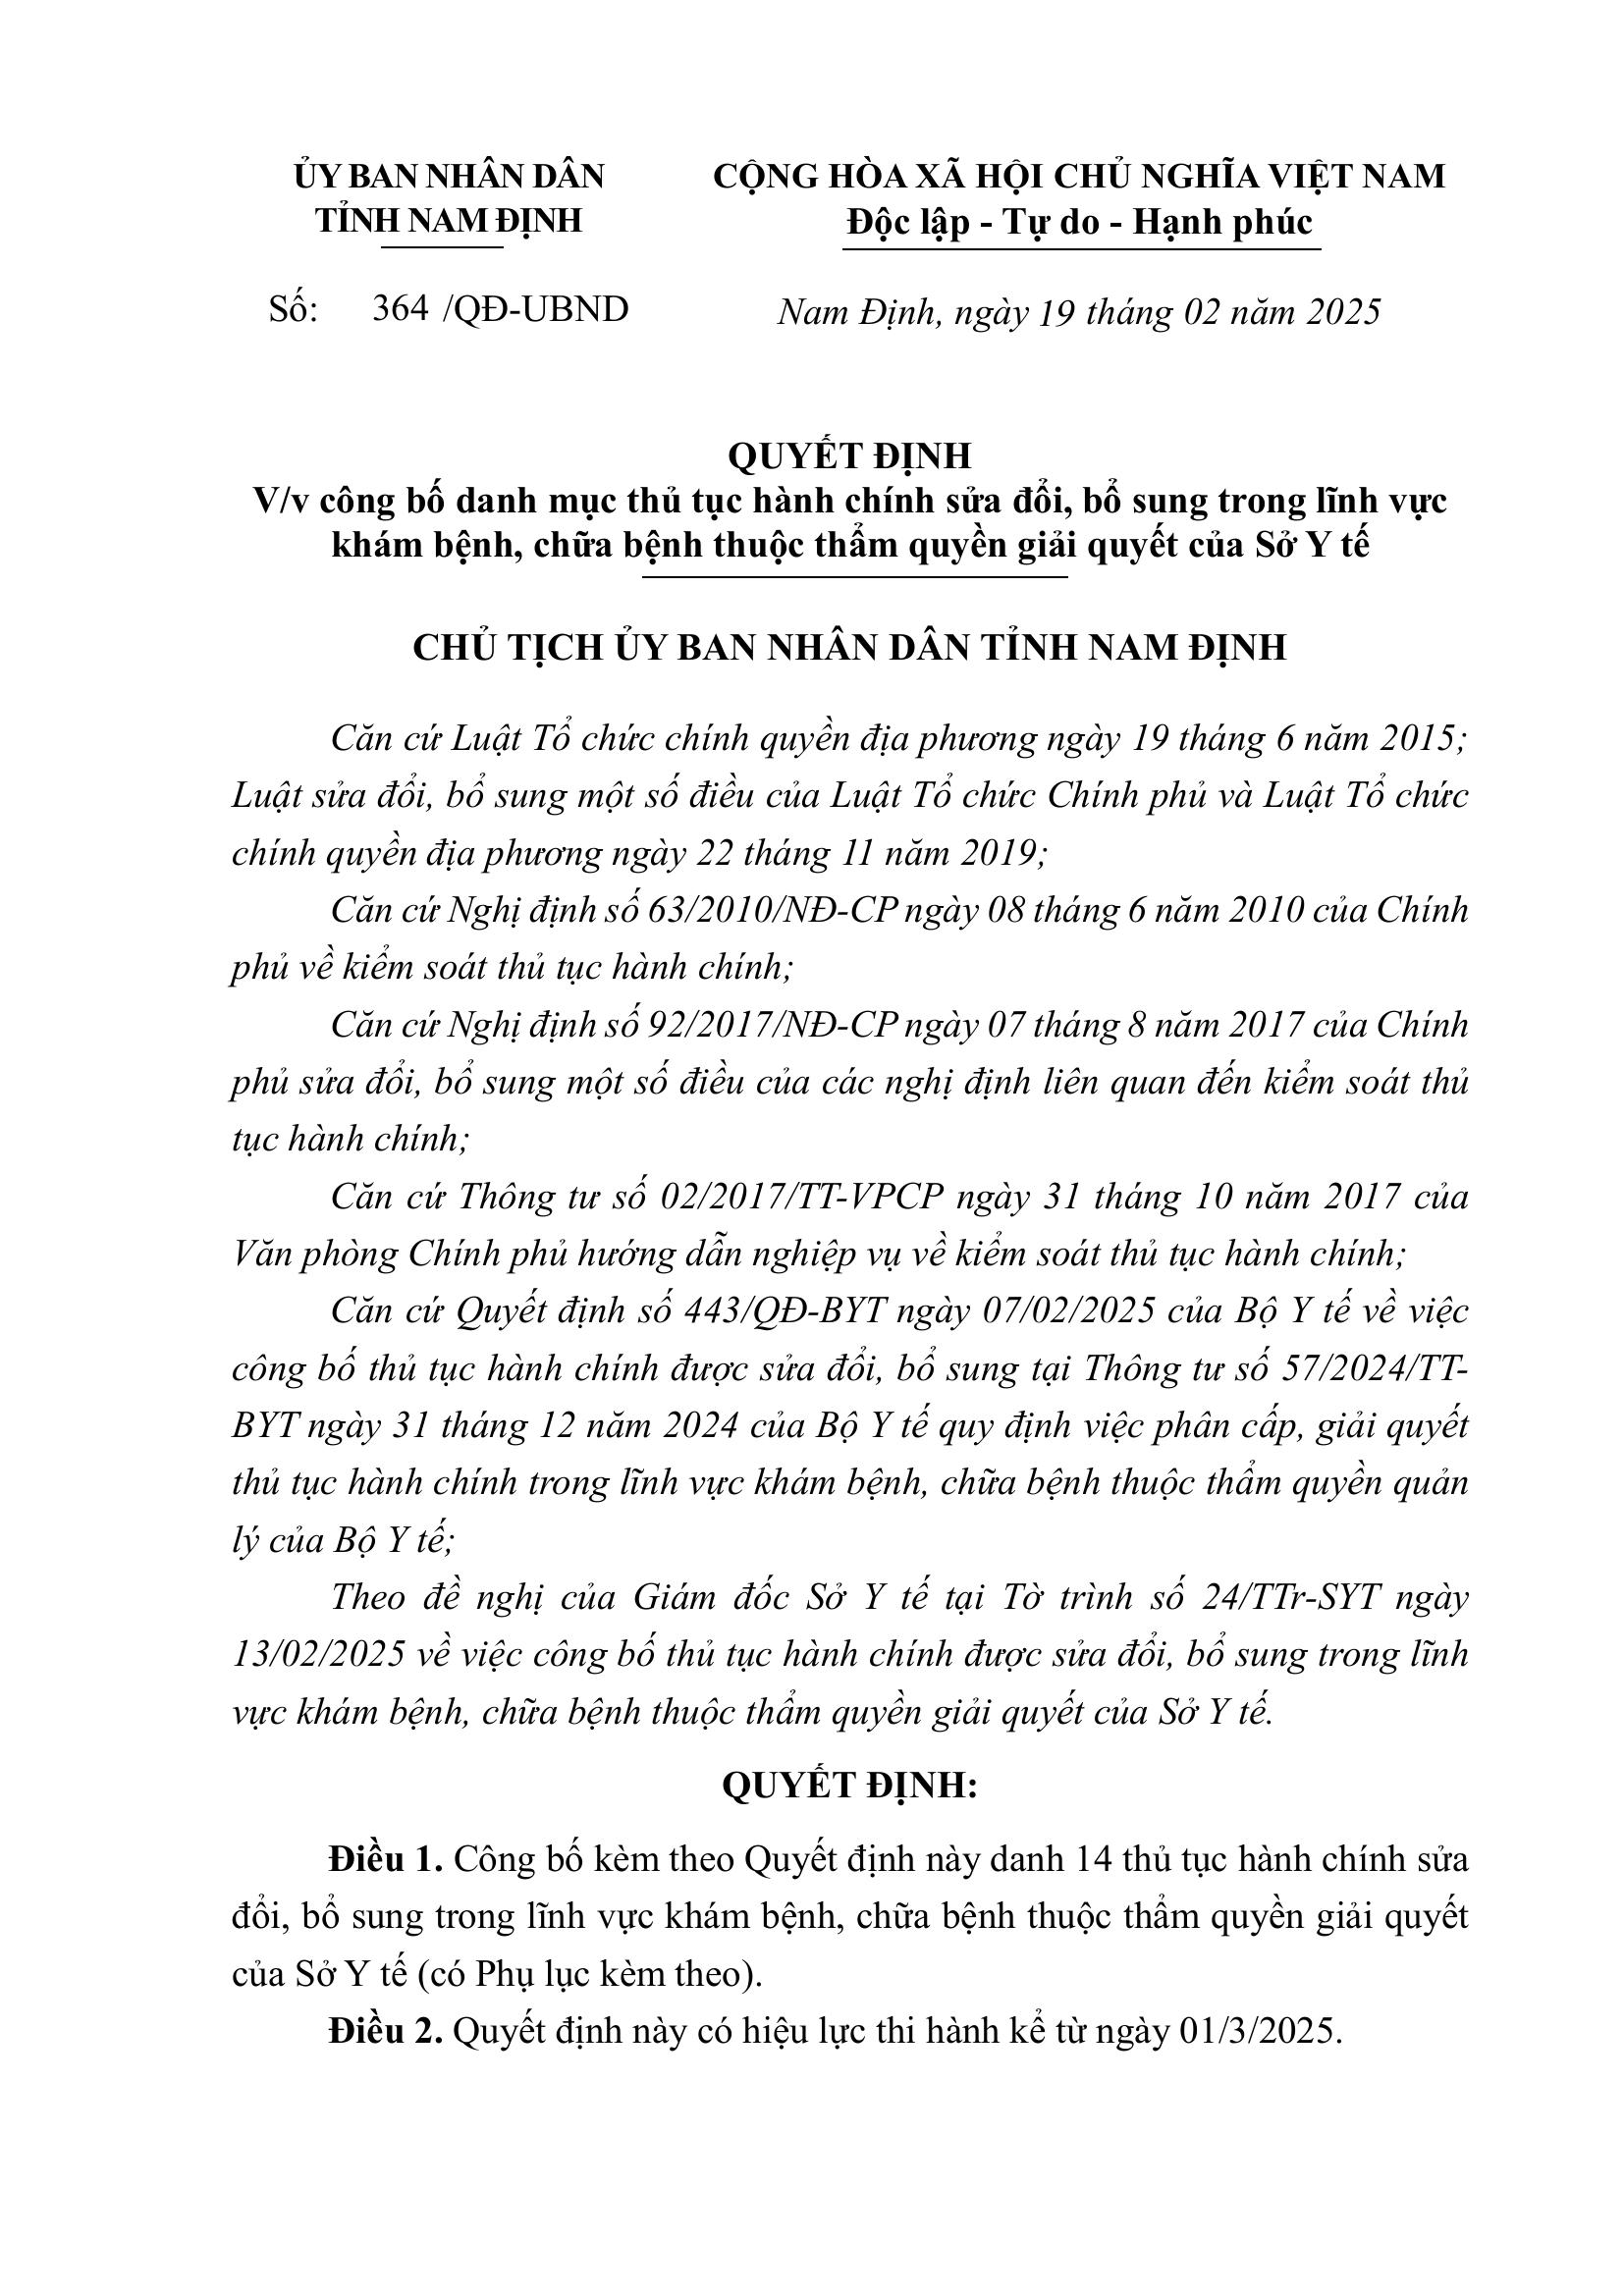 ỦY BAN NHÂN DÂN
TỈNH NAM ĐỊNH
CỘNG HÒA XÃ HỘI CHỦ NGHĨA VIỆT NAM
Độc lập - Tự do - Hạnh phúc
Số: 364 /QĐ-UBND
Nam Định, ngày 19 tháng 02 năm 2025
QUYẾT ĐỊNH
V/v công bố danh mục thủ tục hành chính sửa đổi, bổ sung trong lĩnh vực
khám bệnh, chữa bệnh thuộc thẩm quyền giải quyết của Sở Y tế
CHỦ TỊCH ỦY BAN NHÂN DÂN TỈNH NAM ĐỊNH
Căn cứ Luật Tổ chức chính quyền địa phương ngày 19 tháng 6 năm 2015;
Luật sửa đổi, bổ sung một số điều của Luật Tổ chức Chính phủ và Luật Tổ chức
chính quyền địa phương ngày 22 tháng 11 năm 2019;
Căn cứ Nghị định số 63/2010/NĐ-CP ngày 08 tháng 6 năm 2010 của Chính
phủ về kiểm soát thủ tục hành chính;
Căn cứ Nghị định số 92/2017/NĐ-CP ngày 07 tháng 8 năm 2017 của Chính
phủ sửa đổi, bổ sung một số điều của các nghị định liên quan đến kiểm soát thủ
tục hành chính;
Căn cứ Thông tư số 02/2017/TT-VPCP ngày 31 tháng 10 năm 2017 của
Văn phòng Chính phủ hướng dẫn nghiệp vụ về kiểm soát thủ tục hành chính;
Căn cứ Quyết định số 443/QĐ-BYT ngày 07/02/2025 của Bộ Y tế về việc
công bố thủ tục hành chính được sửa đổi, bổ sung tại Thông tư số 57/2024/TT-
BYT ngày 31 tháng 12 năm 2024 của Bộ Y tế quy định việc phân cấp, giải quyết
thủ tục hành chính trong lĩnh vực khám bệnh, chữa bệnh thuộc thẩm quyền quản
lý của Bộ Y tế;
Theo đề nghị của Giám đốc Sở Y tế tại Tờ trình số 24/TTr-SYT ngày
13/02/2025 về việc công bố thủ tục hành chính được sửa đổi, bổ sung trong lĩnh
vực khám bệnh, chữa bệnh thuộc thẩm quyền giải quyết của Sở Y tế.
QUYẾT ĐỊNH:
Điều 1. Công bố kèm theo Quyết định này danh 14 thủ tục hành chính sửa
đổi, bổ sung trong lĩnh vực khám bệnh, chữa bệnh thuộc thẩm quyền giải quyết
của Sở Y tế (có Phụ lục kèm theo).
Điều 2. Quyết định này có hiệu lực thi hành kể từ ngày 01/3/2025.